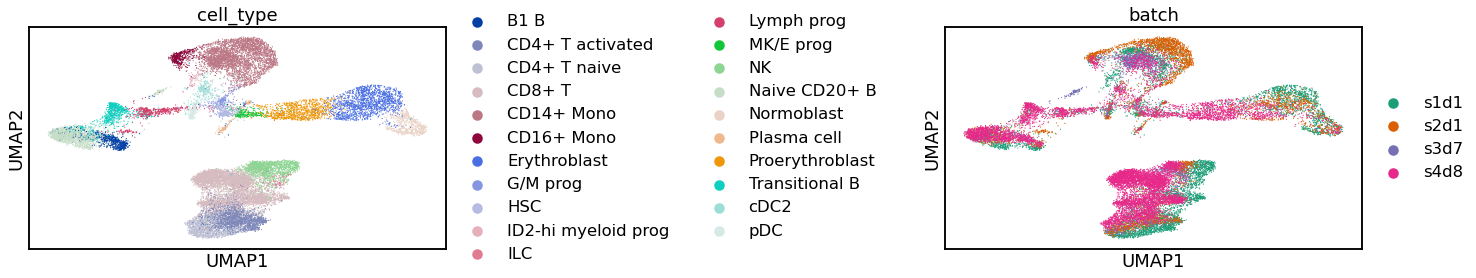 cell_type
UMAP2
UMAP1
B1 B
CD4+ T activated
CD4+ T naive
CD8+ T
CD14+ Mono
CD16+ Mono
Erythroblast
G/M prog
HSC
ID2-hi myeloid prog
ILC
Lymph prog
MK/E prog
NK
Naive CD20+ B
Normoblast
Plasma cell
Proerythroblast
Transitional B
cDC2
pDC
batch
UMAP2
UMAP1
s1d1
s2d1
s3d7
s4d8